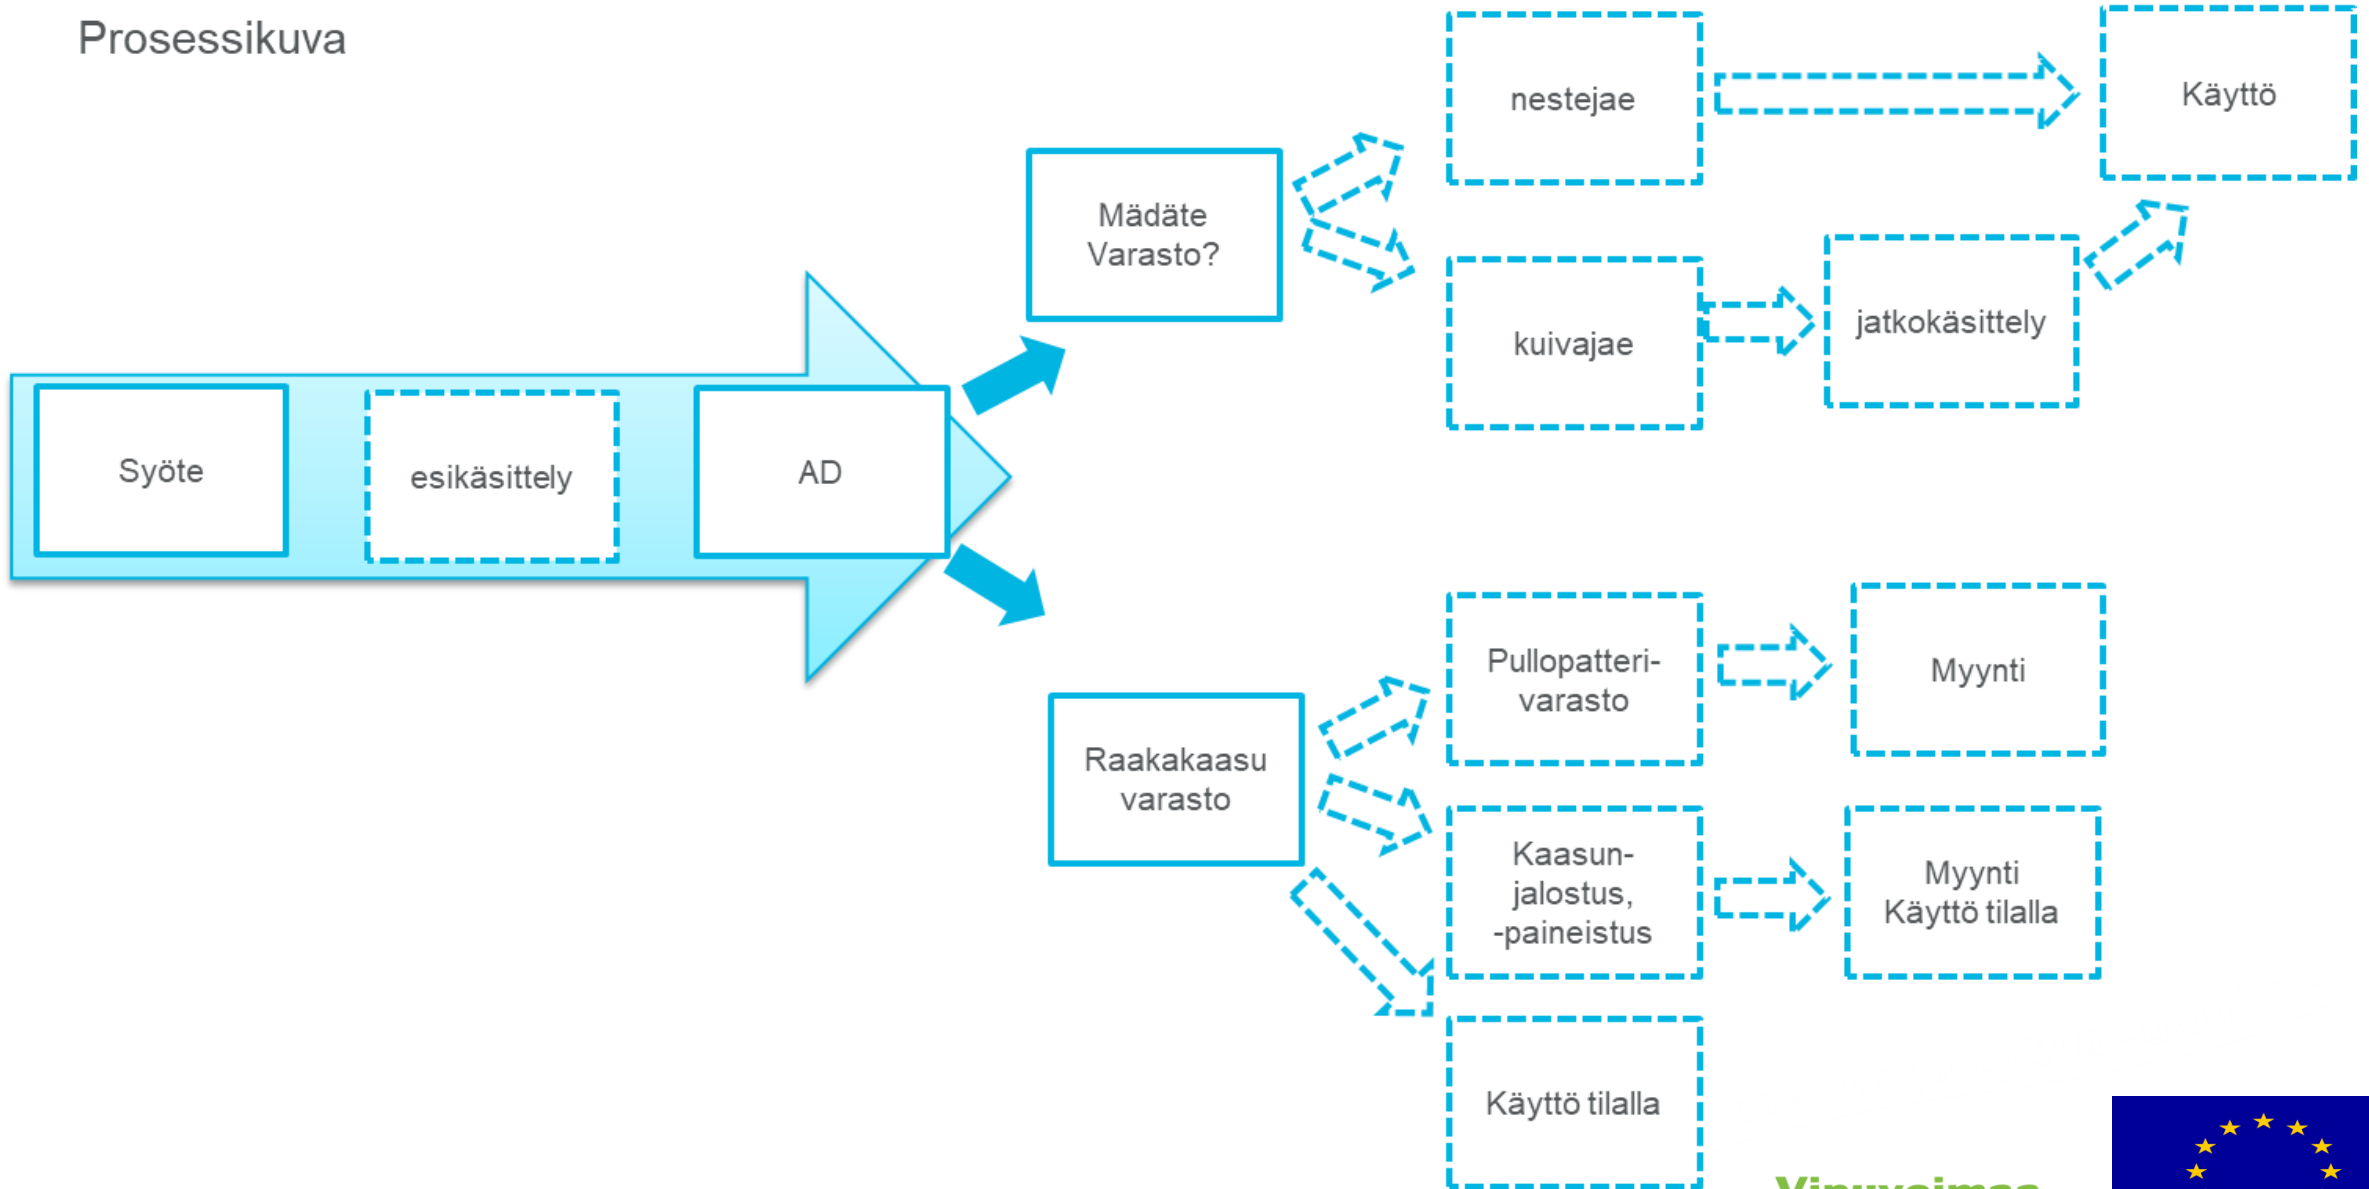 Prosessikuva
Syöte
esikäsittely
AD
Mädäte
Varasto?
nestejae
Käyttö
kuivajae
jatkokäsittely
Raakakaasu
varasto
Pullopatteri-
varasto
Myynti
Kaasun-
jalostus,
-paineistus
Myynti
Käyttö tilalla
Käyttö tilalla
Vipuvoimaa